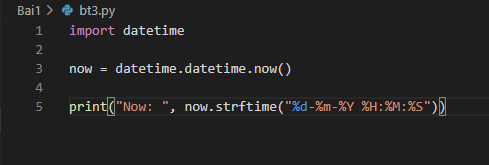 Bai1 > bt3.py
1 import datetime
2
3 now = datetime.datetime.now()
4
5 print("Now: ", now.strftime("%d-%m-%Y %H:%M:%S"))